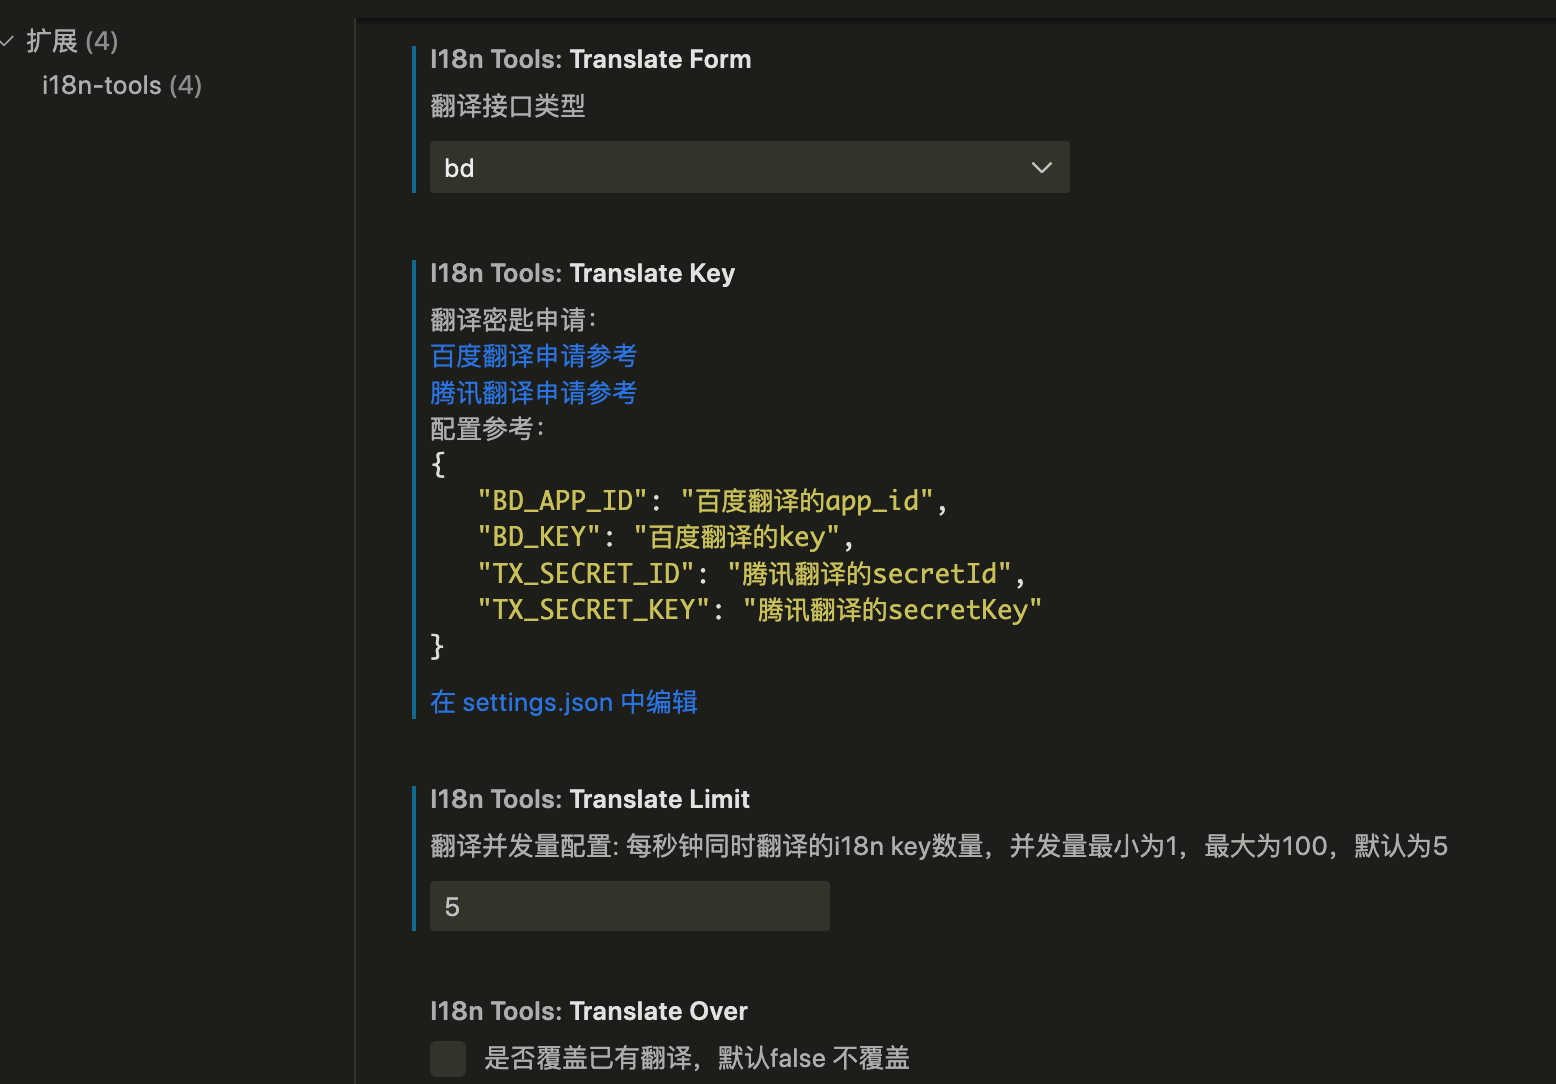 扩展 (4)
i18n-tools (4)
I18n Tools: Translate Form
翻译接口类型
bd
I18n Tools: Translate Key
翻译密匙申请：
百度翻译申请参考
腾讯翻译申请参考
配置参考：
{
"BD_APP_ID": "百度翻译的app_id",
"BD_KEY": "百度翻译的key",
"TX_SECRET_ID": "腾讯翻译的secretId",
"TX_SECRET_KEY": "腾讯翻译的secretKey"
}
在 settings.json 中编辑
I18n Tools: Translate Limit
翻译并发量配置: 每秒钟同时翻译的i18n key数量，并发量最小为1，最大为100，默认为5
5
I18n Tools: Translate Over
是否覆盖已有翻译，默认false 不覆盖